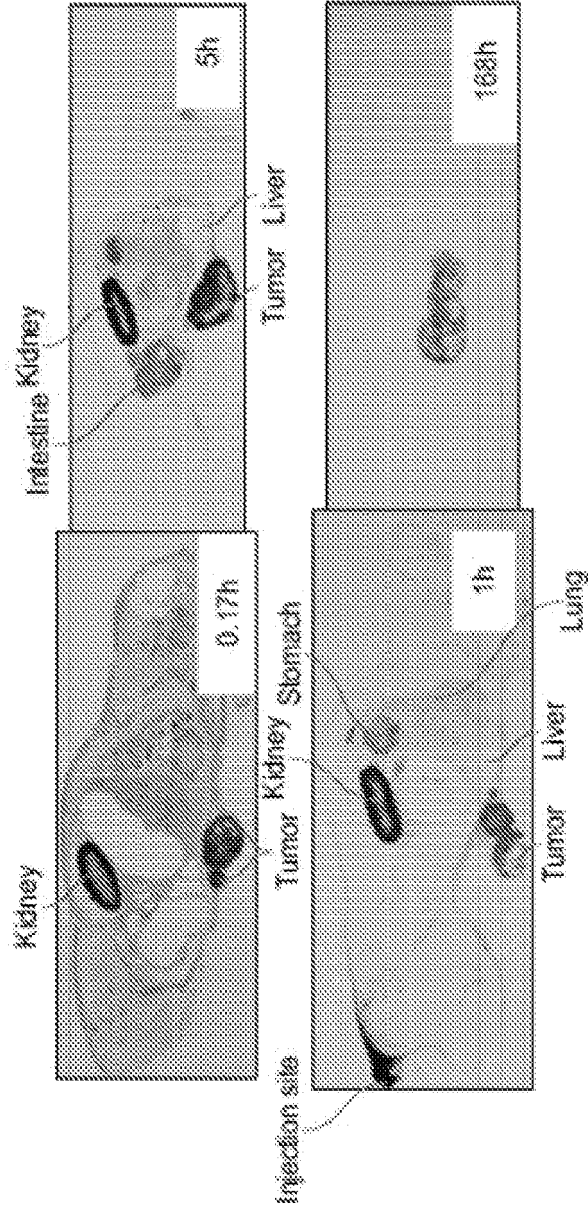 Kidney
0.17h
Tumor
Intestine
Kidney
5h
Tumor
Liver
Injection site
Kidney
Stomach
1h
Tumor
Liver
Lung
168h